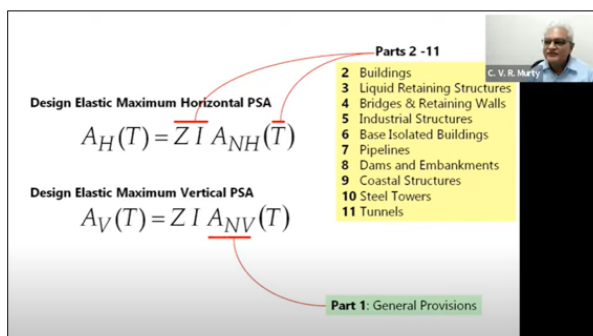 Parts 2 -11
C. V. R. Murty
2 Buildings
3 Liquid Retaining Structures
4 Bridges & Retaining Walls
5 Industrial Structures
6 Base Isolated Buildings
7 Pipelines
8 Dams and Embankments
9 Coastal Structures
10 Steel Towers
11 Tunnels
Design Elastic Maximum Horizontal PSA
A_H(T) = Z I A_NH(T)
Design Elastic Maximum Vertical PSA
A_V(T) = Z I A_NV(T)
Part 1: General Provisions